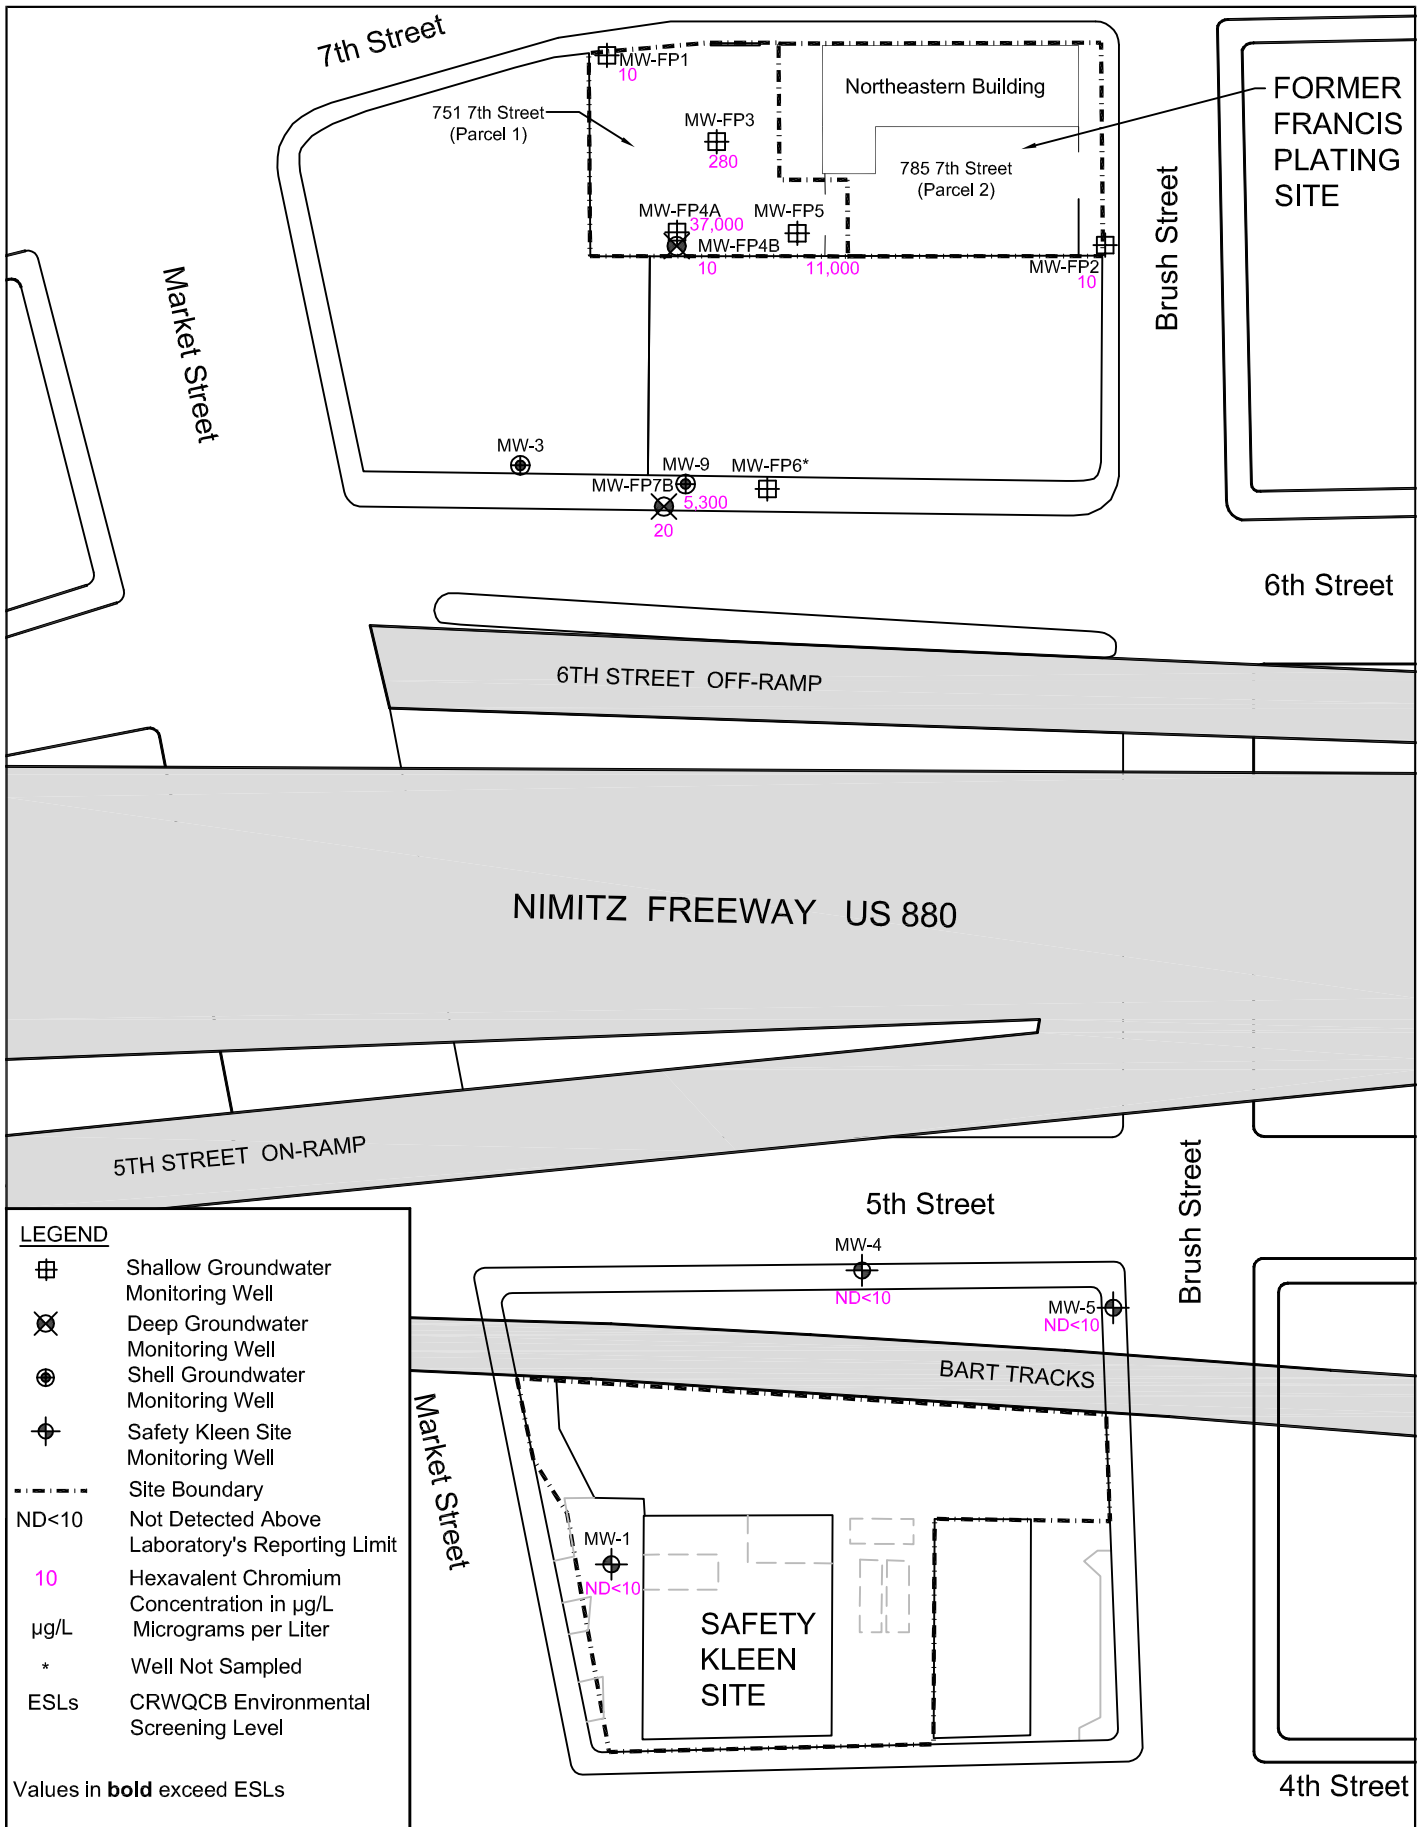 7th Street
MW-FP1
10
751 7th Street
(Parcel 1)
MW-FP3
280
Northeastern Building
785 7th Street
(Parcel 2)
FORMER
FRANCIS
PLATING
SITE
MW-FP4A
37,000
MW-FP4B
10
MW-FP5
11,000
MW-FP2
10
Brush Street
Market Street
MW-3
MW-9
5,300
MW-FP6*
MW-FP7B
20
6th Street
6TH STREET OFF-RAMP
NIMITZ FREEWAY US 880
5TH STREET ON-RAMP
5th Street
Brush Street
MW-4
ND<10
MW-5
ND<10
BART TRACKS
Market Street
MW-1
ND<10
SAFETY
KLEEN
SITE
4th Street
LEGEND
Shallow Groundwater
Monitoring Well
Deep Groundwater
Monitoring Well
Shell Groundwater
Monitoring Well
Safety Kleen Site
Monitoring Well
Site Boundary
ND<10 Not Detected Above
Laboratory's Reporting Limit
10 Hexavalent Chromium
Concentration in µg/L
µg/L Micrograms per Liter
* Well Not Sampled
ESLs CRWQCB Environmental
Screening Level
Values in bold exceed ESLs